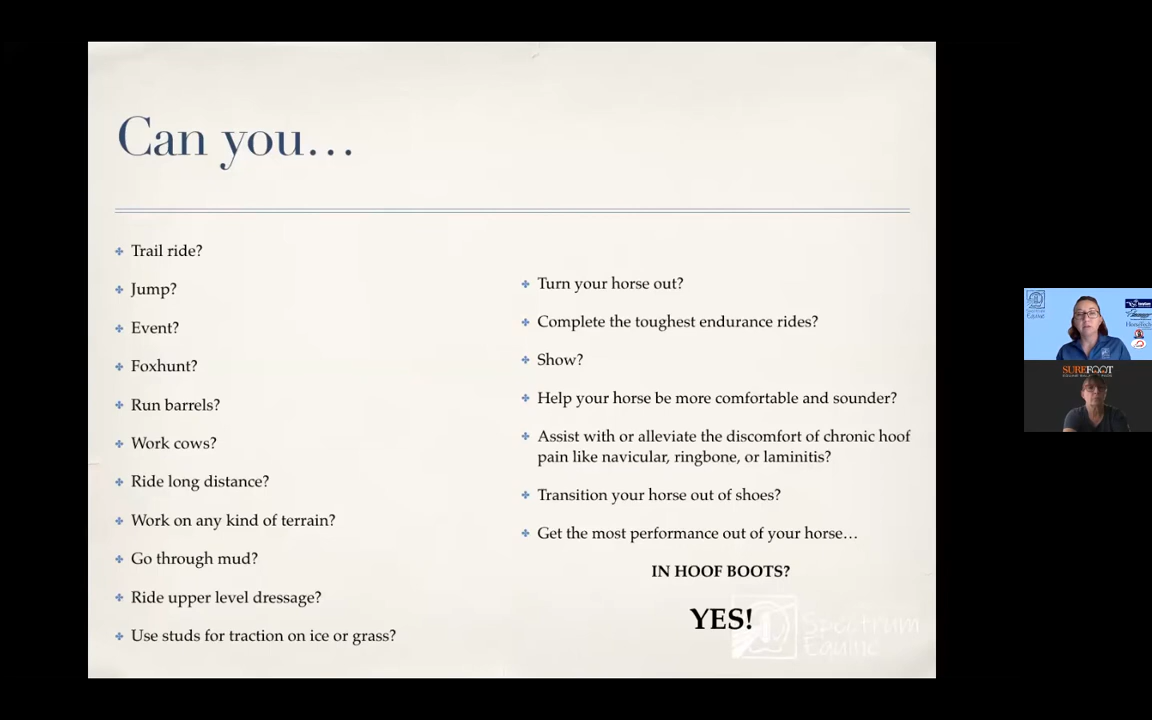 Can you...
Trail ride?
Jump?
Event?
Foxhunt?
Run barrels?
Work cows?
Ride long distance?
Work on any kind of terrain?
Go through mud?
Ride upper level dressage?
Use studs for traction on ice or grass?
Turn your horse out?
Complete the toughest endurance rides?
Show?
Help your horse be more comfortable and sounder?
Assist with or alleviate the discomfort of chronic hoof
pain like navicular, ringbone, or laminitis?
Transition your horse out of shoes?
Get the most performance out of your horse...
IN HOOF BOOTS?
YES!
Spectrum
Equine
SUREFOOT